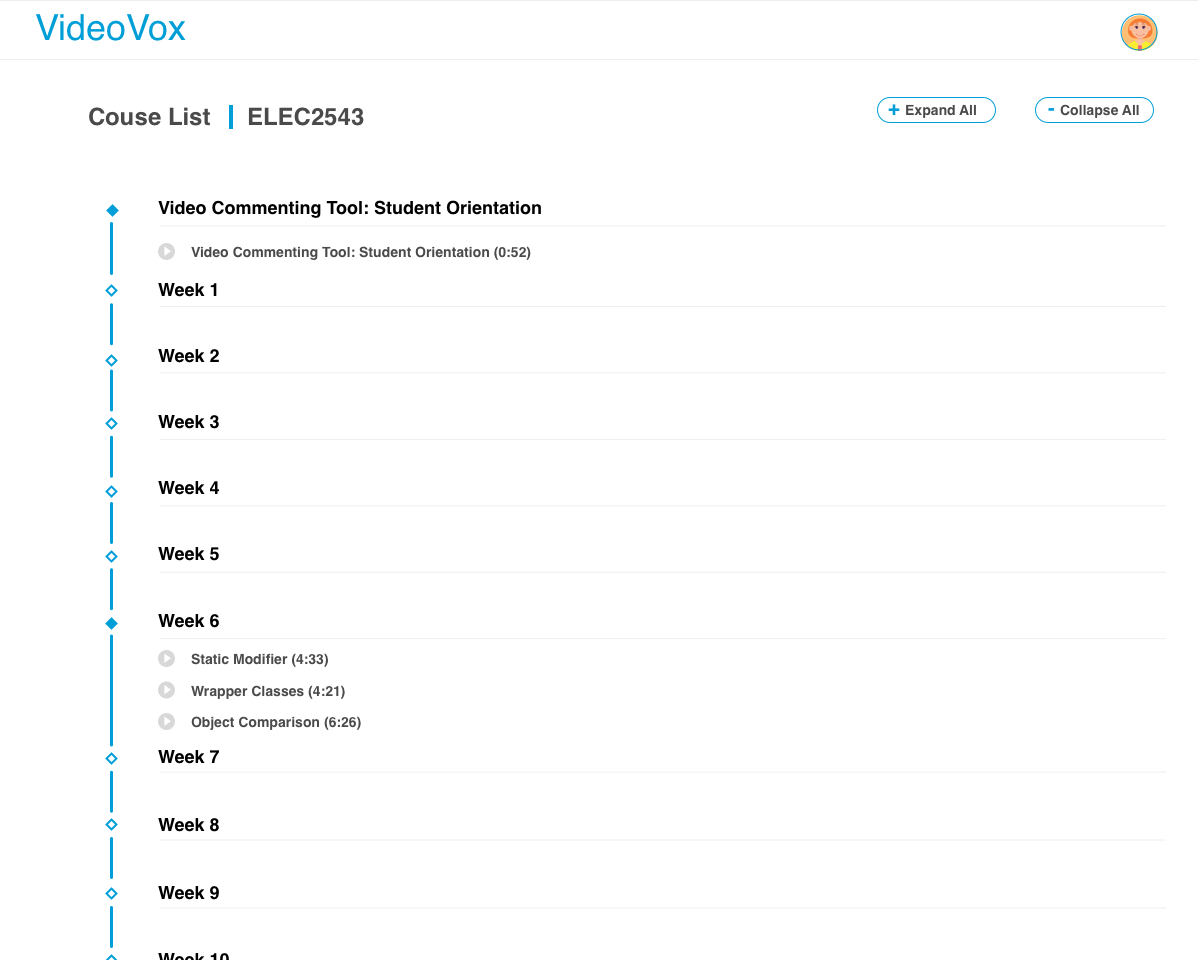 VideoVox
Couse List | ELEC2543
+ Expand All
- Collapse All
Video Commenting Tool: Student Orientation
Video Commenting Tool: Student Orientation (0:52)
Week 1
Week 2
Week 3
Week 4
Week 5
Week 6
Static Modifier (4:33)
Wrapper Classes (4:21)
Object Comparison (6:26)
Week 7
Week 8
Week 9
Week 10